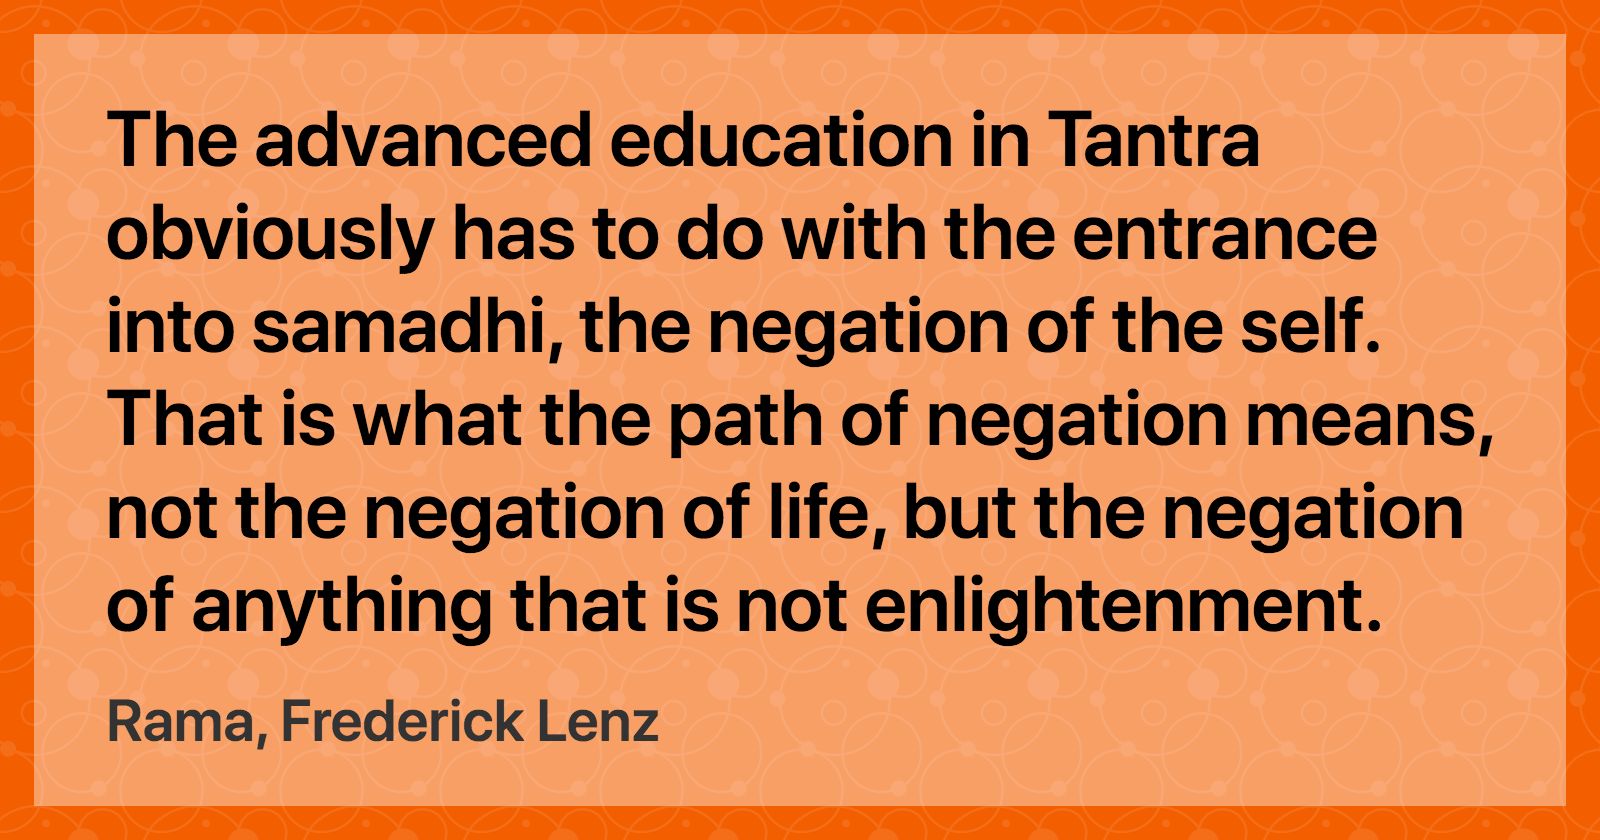 The advanced education in Tantra
obviously has to do with the entrance
into samadhi, the negation of the self.
That is what the path of negation means,
not the negation of life, but the negation
of anything that is not enlightenment.
Rama, Frederick Lenz